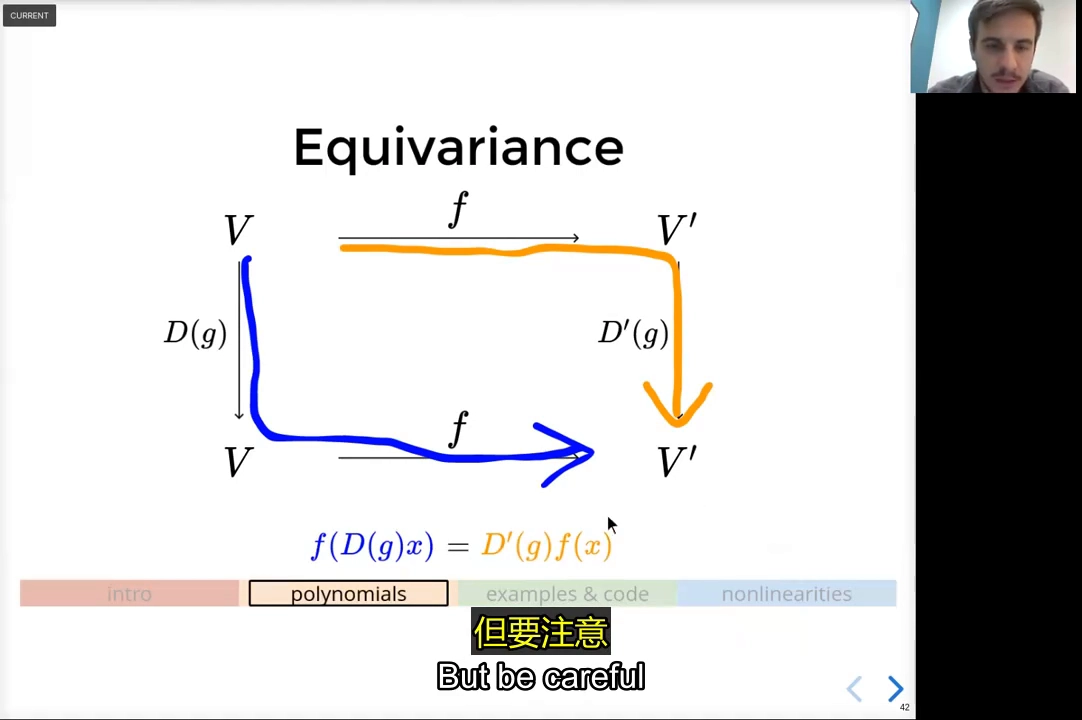 CURRENT
Equivariance
V f V′
D(g) D′(g)
V f V′
f(D(g)x) = D′(g)f(x)
intro polynomials examples & code nonlinearities
但要注意
But be careful
42